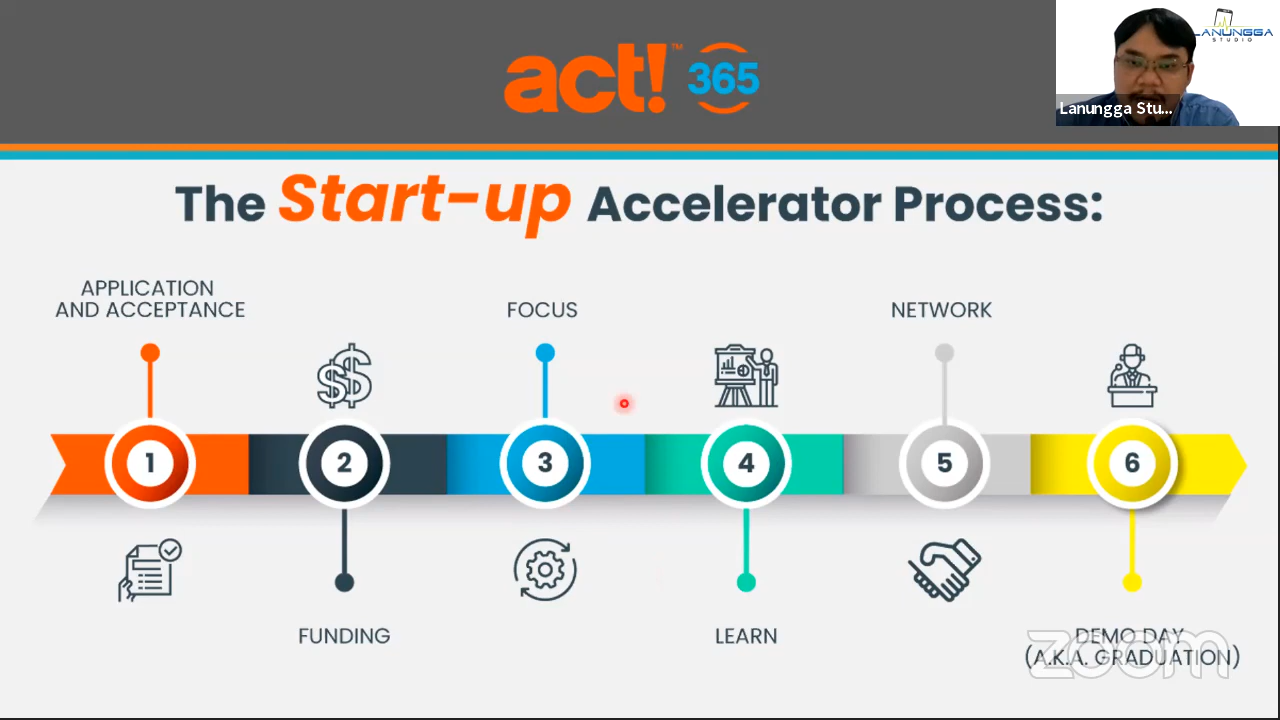 act!™ 365
LANUNGGA
STUDIO
Lanungga Stu...
The Start-up Accelerator Process:
APPLICATION
AND ACCEPTANCE
FOCUS
NETWORK
1
2
3
4
5
6
FUNDING
LEARN
DEMO DAY
(A.K.A. GRADUATION)
zoom